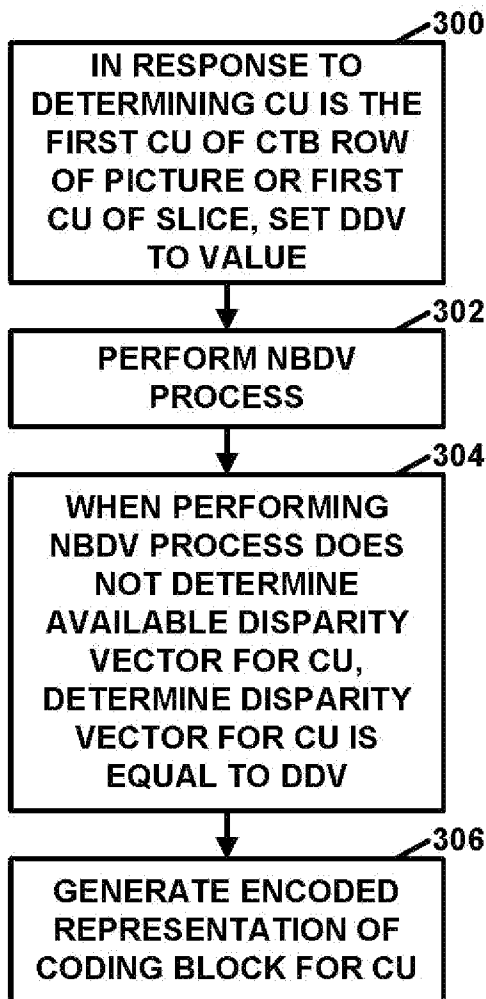 300
IN RESPONSE TO
DETERMINING CU IS THE
FIRST CU OF CTB ROW
OF PICTURE OR FIRST
CU OF SLICE, SET DDV
TO VALUE
302
PERFORM NBDV
PROCESS
304
WHEN PERFORMING
NBDV PROCESS DOES
NOT DETERMINE
AVAILABLE DISPARITY
VECTOR FOR CU,
DETERMINE DISPARITY
VECTOR FOR CU IS
EQUAL TO DDV
306
GENERATE ENCODED
REPRESENTATION OF
CODING BLOCK FOR CU